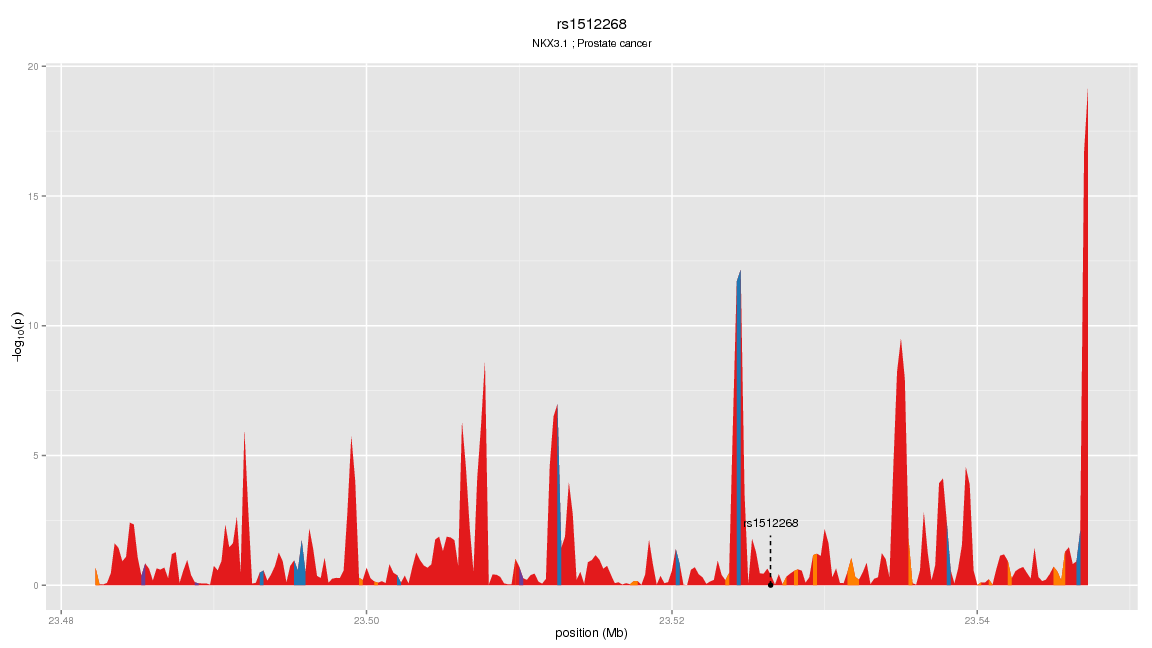 rs1512268
NKX3.1 ; Prostate cancer
20
15
10
5
0
−log10(p)
rs1512268
23.48
23.50
23.52
23.54
position (Mb)